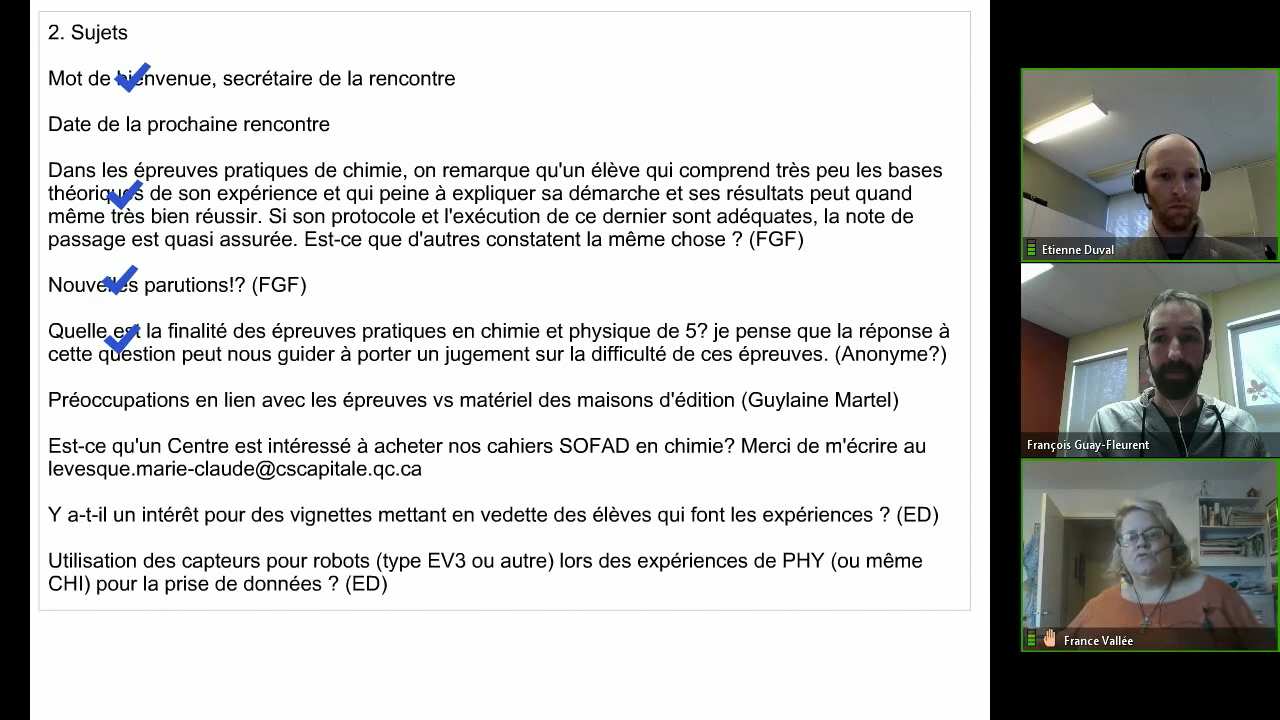 2. Sujets
Mot de bienvenue, secrétaire de la rencontre
Date de la prochaine rencontre
Dans les épreuves pratiques de chimie, on remarque qu'un élève qui comprend très peu les bases
théoriques de son expérience et qui peine à expliquer sa démarche et ses résultats peut quand
même très bien réussir. Si son protocole et l'exécution de ce dernier sont adéquates, la note de
passage est quasi assurée. Est-ce que d'autres constatent la même chose ? (FGF)
Nouvelles parutions!? (FGF)
Quelle est la finalité des épreuves pratiques en chimie et physique de 5? je pense que la réponse à
cette question peut nous guider à porter un jugement sur la difficulté de ces épreuves. (Anonyme?)
Préoccupations en lien avec les épreuves vs matériel des maisons d'édition (Guylaine Martel)
Est-ce qu'un Centre est intéressé à acheter nos cahiers SOFAD en chimie? Merci de m'écrire au
levesque.marie-claude@cscapitale.qc.ca
Y a-t-il un intérêt pour des vignettes mettant en vedette des élèves qui font les expériences ? (ED)
Utilisation des capteurs pour robots (type EV3 ou autre) lors des expériences de PHY (ou même
CHI) pour la prise de données ? (ED)
Etienne Duval
François Guay-Fleurent
France Vallée